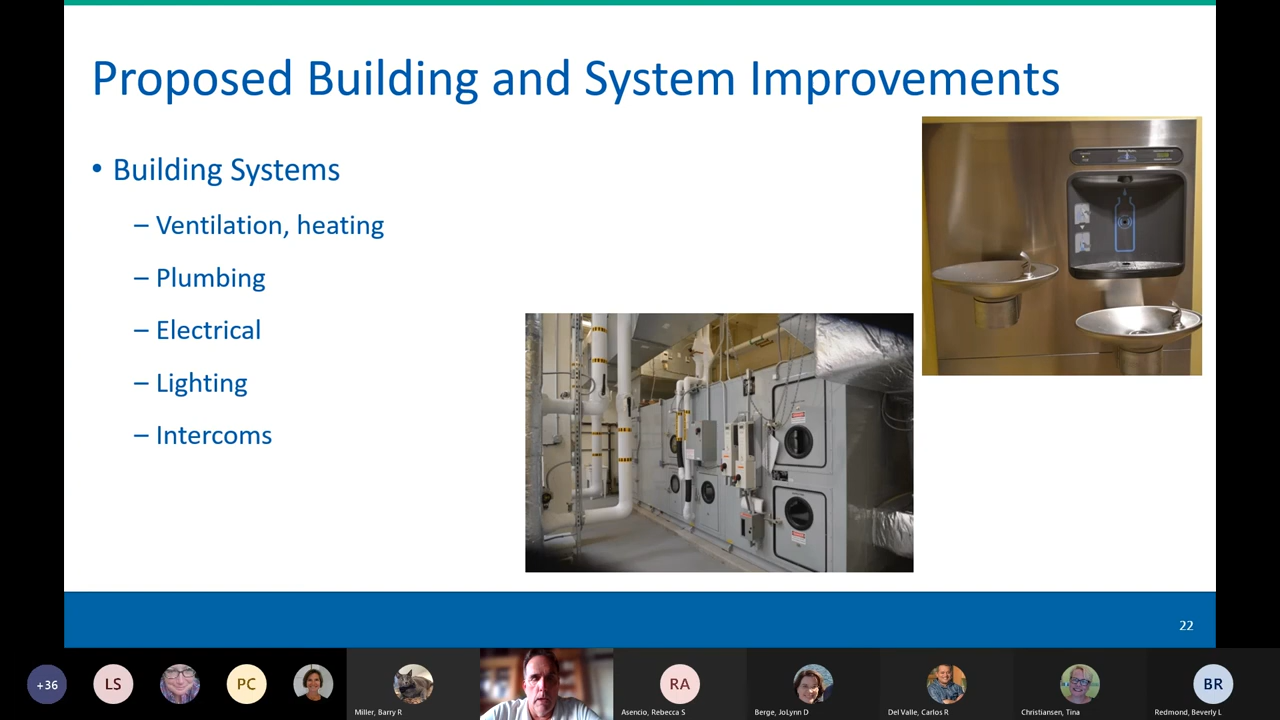 Proposed Building and System Improvements
• Building Systems
– Ventilation, heating
– Plumbing
– Electrical
– Lighting
– Intercoms
22
+36
LS
PC
RA
BR
Miller, Barry R
Asencio, Rebecca S
Berge, JoLynn D
Del Valle, Carlos R
Christiansen, Tina
Redmond, Beverly L